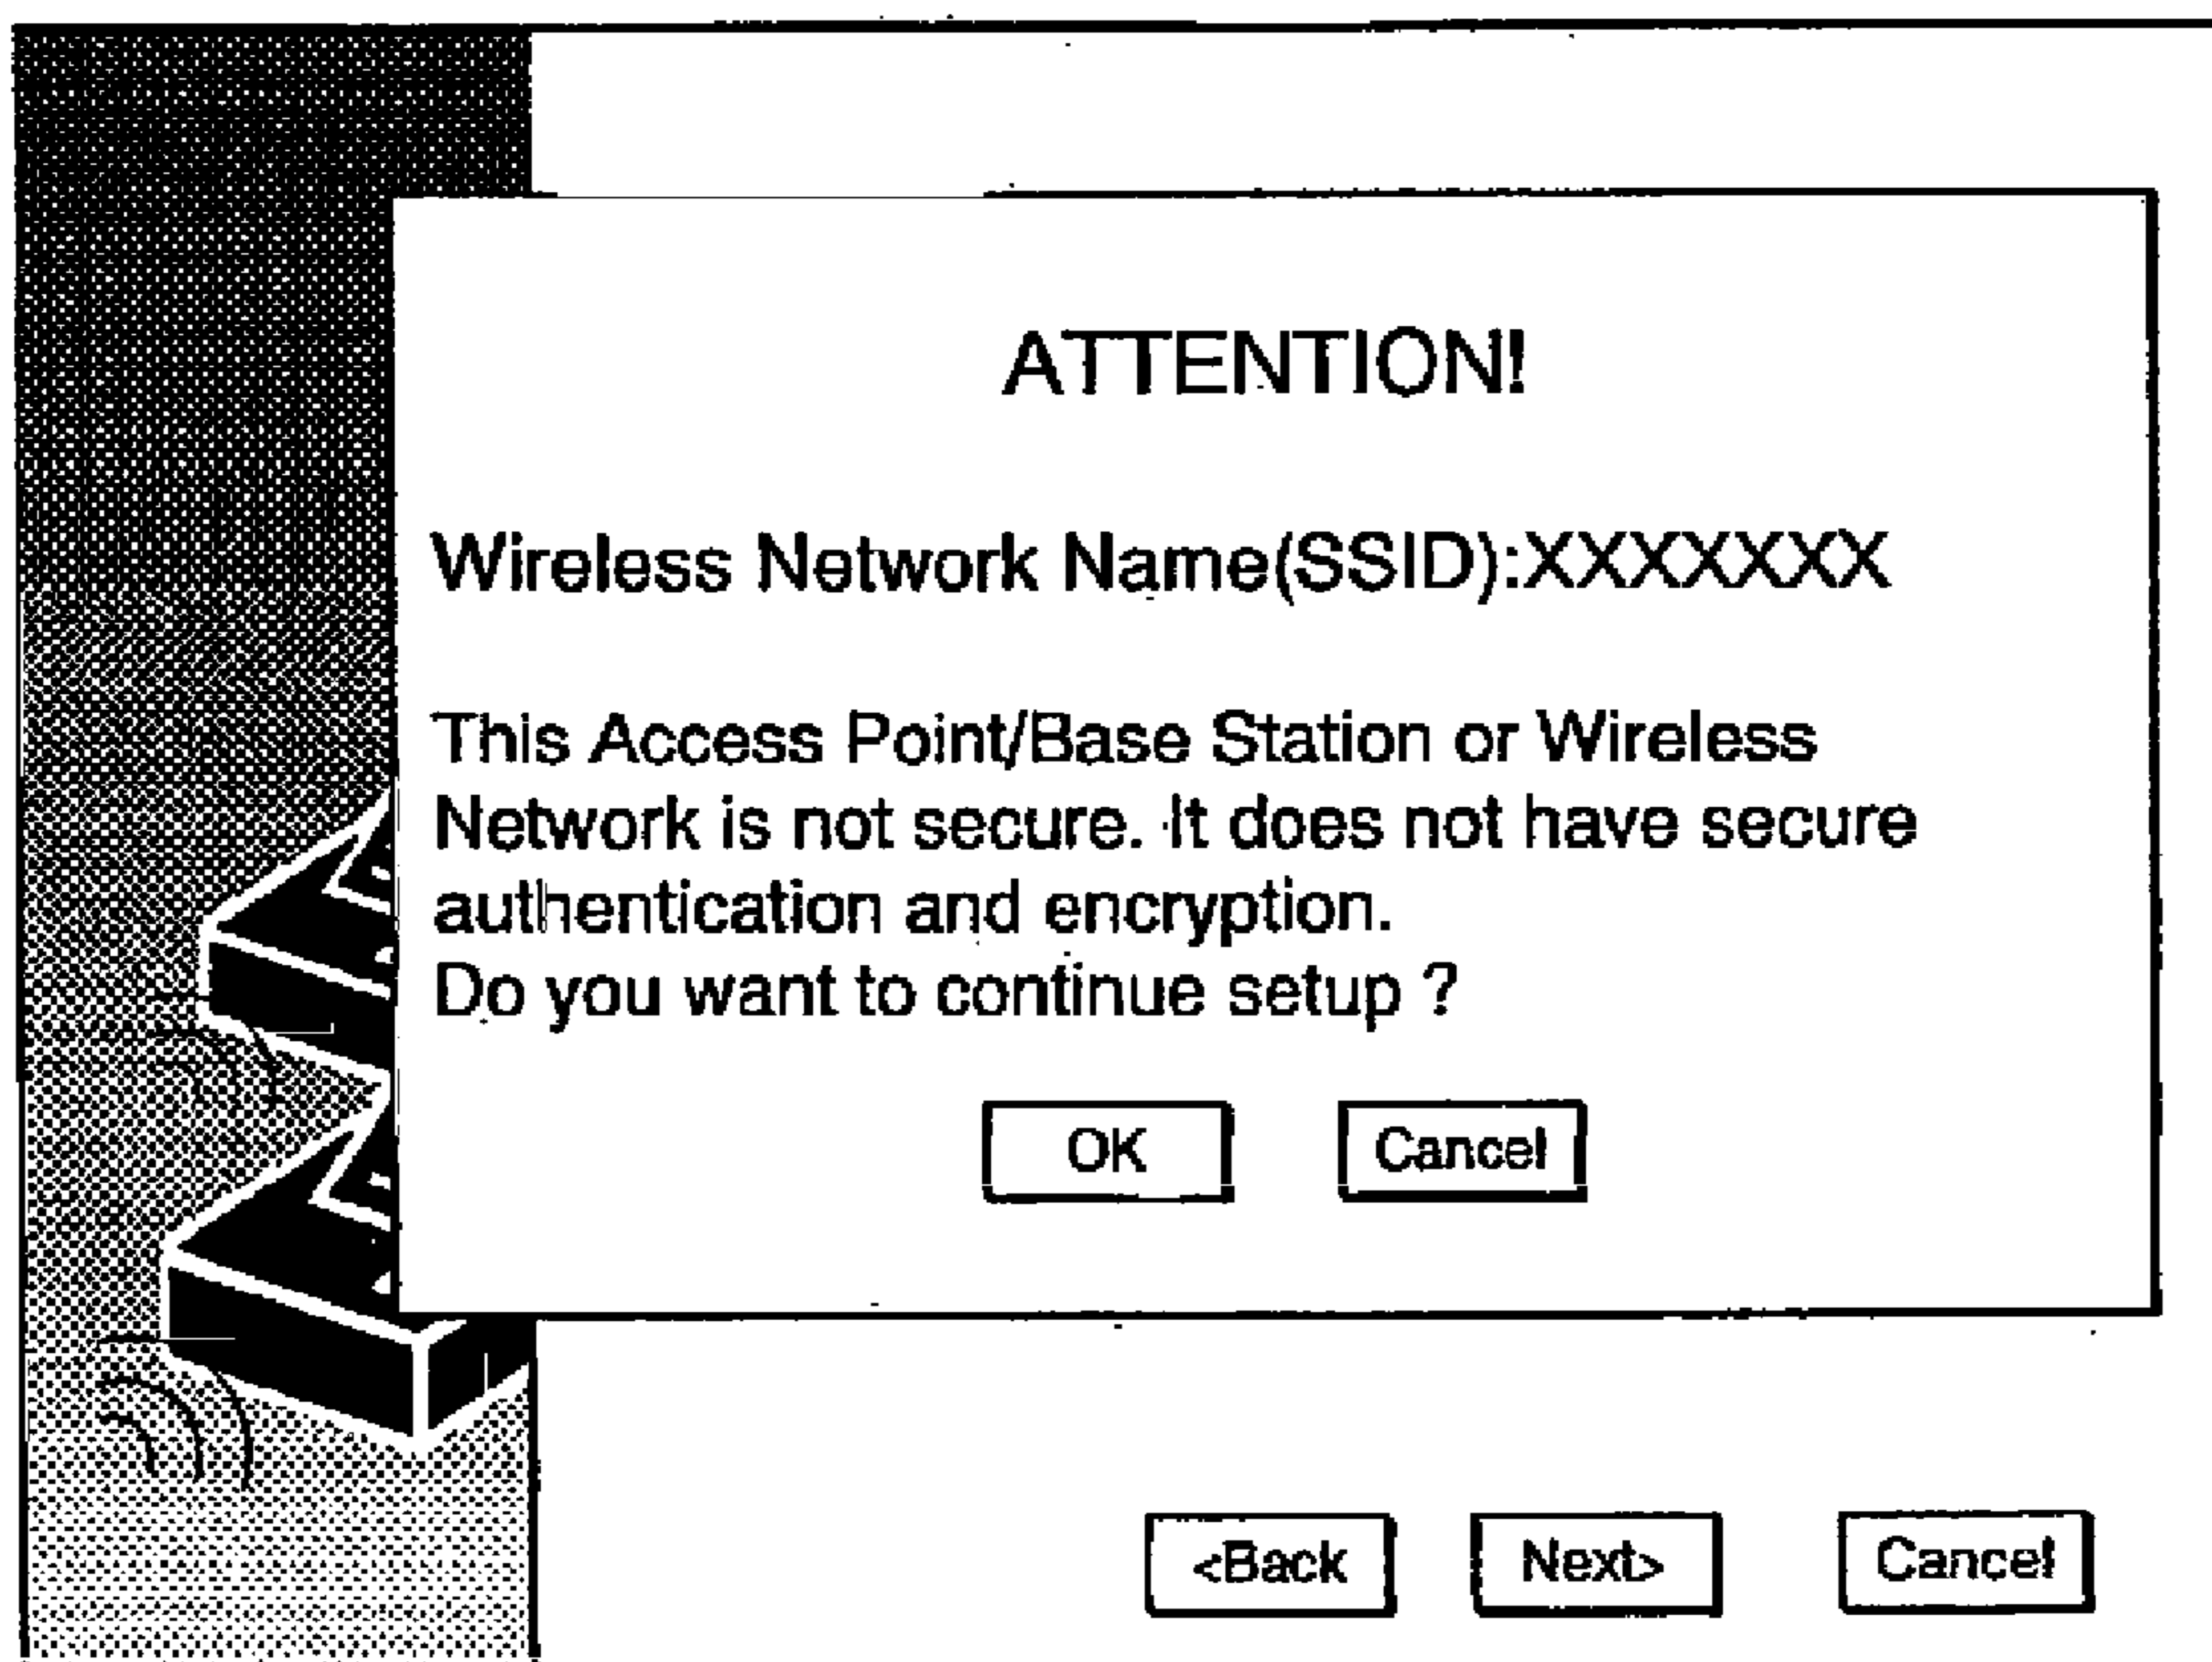 ATTENTION!
Wireless Network Name(SSID):XXXXXXX
This Access Point/Base Station or Wireless
Network is not secure. It does not have secure
authentication and encryption.
Do you want to continue setup ?
OK Cancel
<Back Next> Cancel